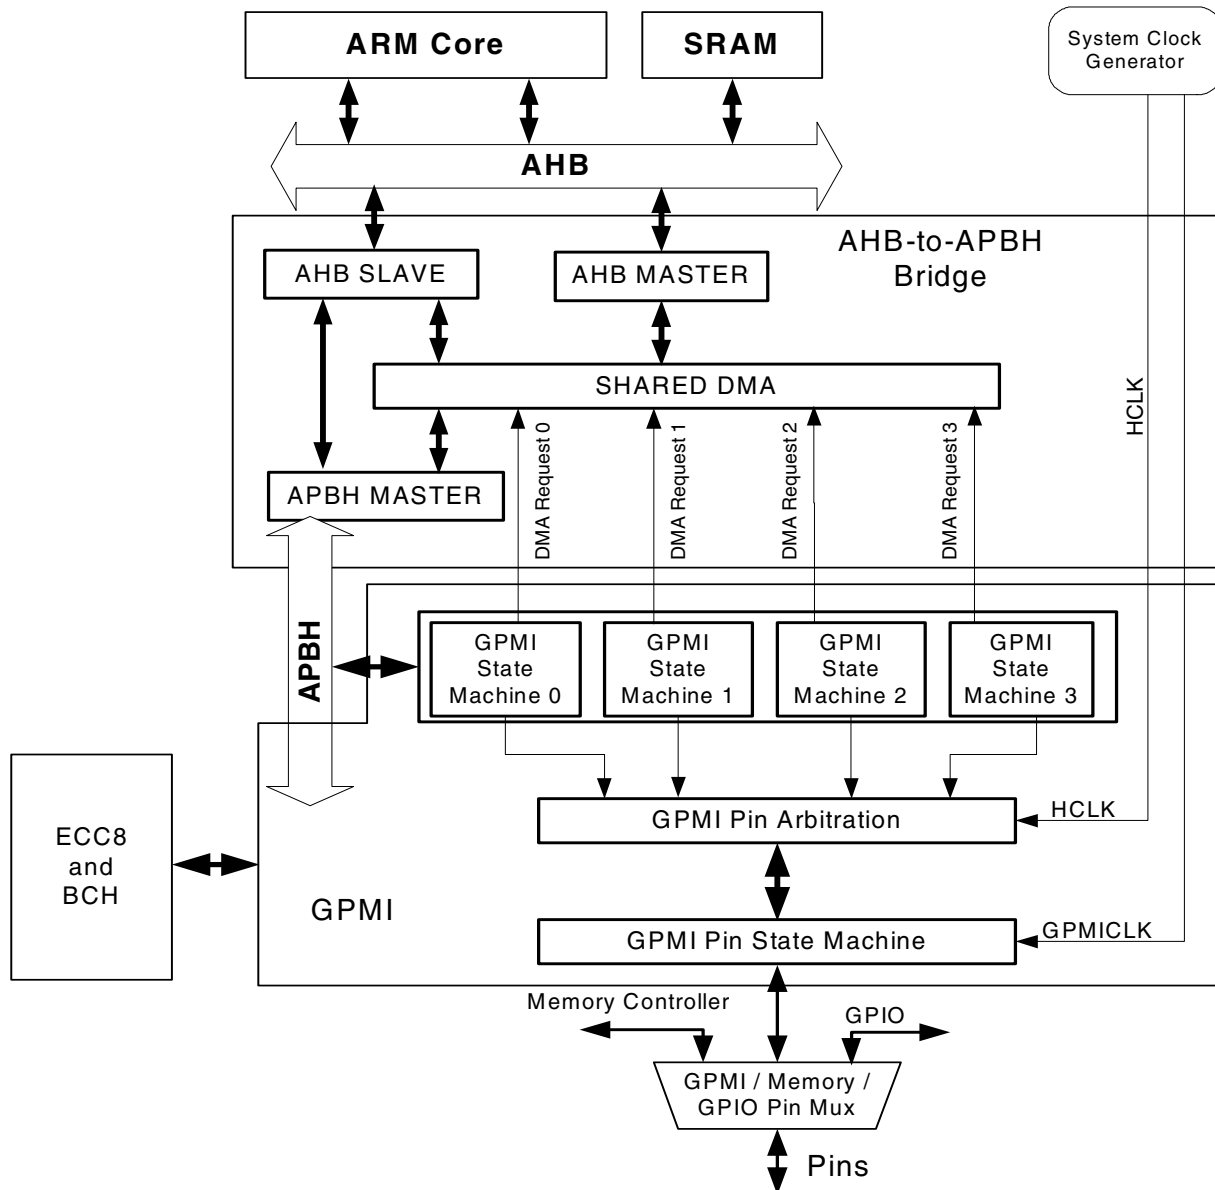 ARM Core
SRAM
System Clock
Generator
AHB
AHB-to-APBH
Bridge
AHB SLAVE
AHB MASTER
SHARED DMA
HCLK
DMA Request 0
DMA Request 1
DMA Request 2
DMA Request 3
APBH MASTER
APBH
GPMI
State
Machine 0
GPMI
State
Machine 1
GPMI
State
Machine 2
GPMI
State
Machine 3
GPMI Pin Arbitration
HCLK
ECC8
and
BCH
GPMI
GPMI Pin State Machine
GPMICLK
Memory Controller
GPIO
GPMI / Memory /
GPIO Pin Mux
Pins